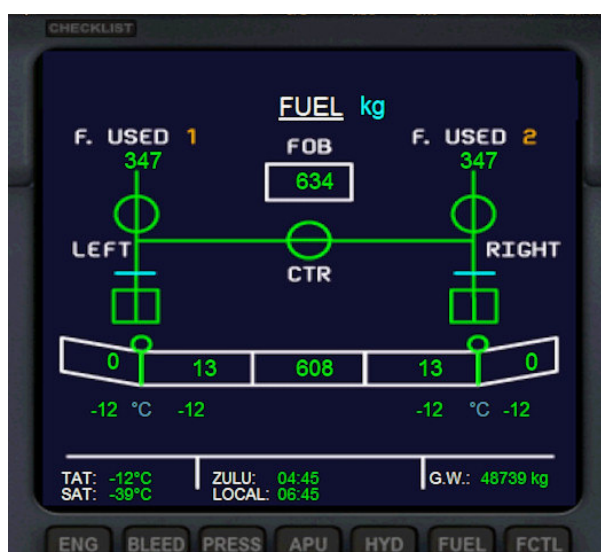 CHECKLIST
FUEL kg
F. USED 1 FOB F. USED 2
347 634 347
LEFT CTR RIGHT
0 13 608 13 0
-12 °C -12 -12 °C -12
TAT: -12°C ZULU: 04:45 G.W.: 48739 kg
SAT: -39°C LOCAL: 06:45
ENG BLEED PRESS APU HYD FUEL FCTL